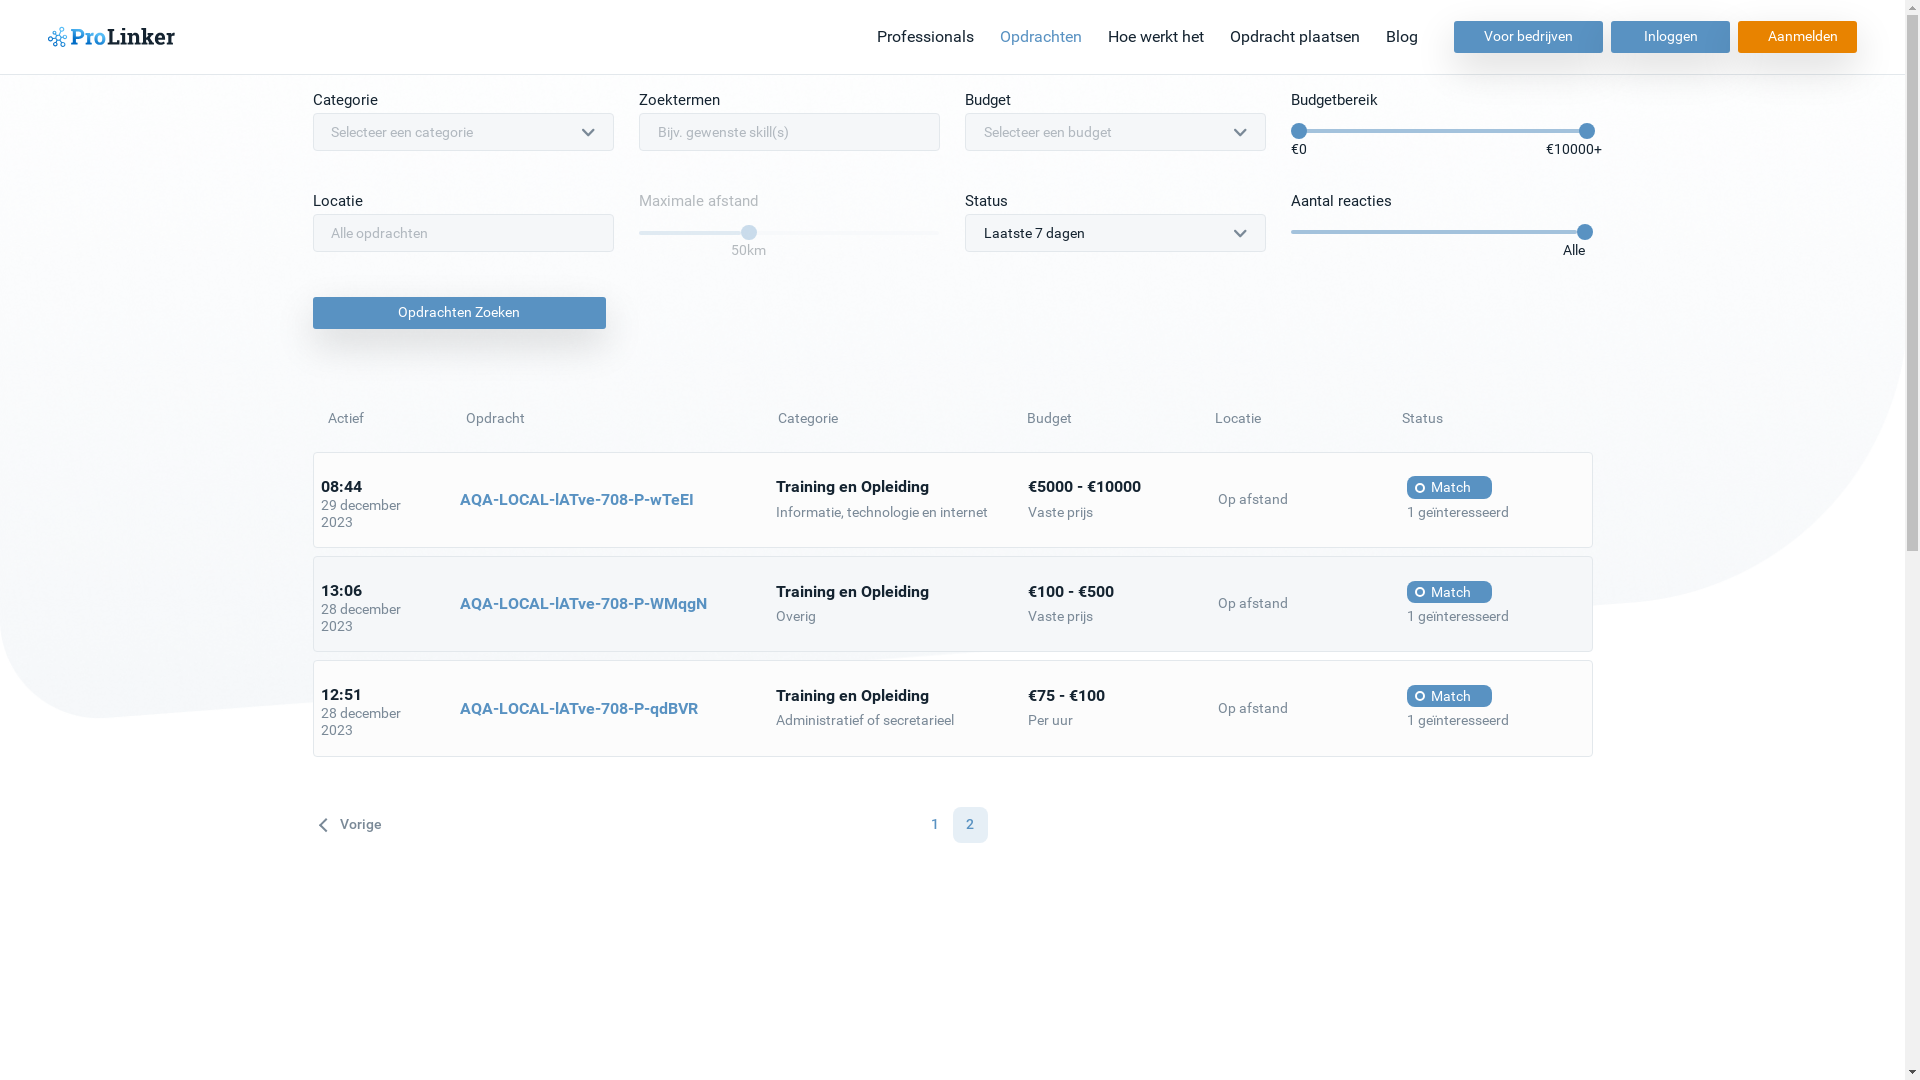 ProLinker
Professionals Opdrachten Hoe werkt het Opdracht plaatsen Blog Voor bedrijven Inloggen Aanmelden
Categorie Zoektermen Budget Budgetbereik
Selecteer een categorie Bijv. gewenste skill(s) Selecteer een budget
€0 €10000+
Locatie Maximale afstand Status Aantal reacties
Alle opdrachten Laatste 7 dagen
50km Alle
Opdrachten Zoeken
Actief Opdracht Categorie Budget Locatie Status
08:44
29 december
2023
AQA-LOCAL-lATve-708-P-wTeEI
Training en Opleiding
Informatie, technologie en internet
€5000 - €10000
Vaste prijs
Op afstand
Match
1 geïnteresseerd
13:06
28 december
2023
AQA-LOCAL-lATve-708-P-WMqgN
Training en Opleiding
Overig
€100 - €500
Vaste prijs
Op afstand
Match
1 geïnteresseerd
12:51
28 december
2023
AQA-LOCAL-lATve-708-P-qdBVR
Training en Opleiding
Administratief of secretarieel
€75 - €100
Per uur
Op afstand
Match
1 geïnteresseerd
Vorige 1 2